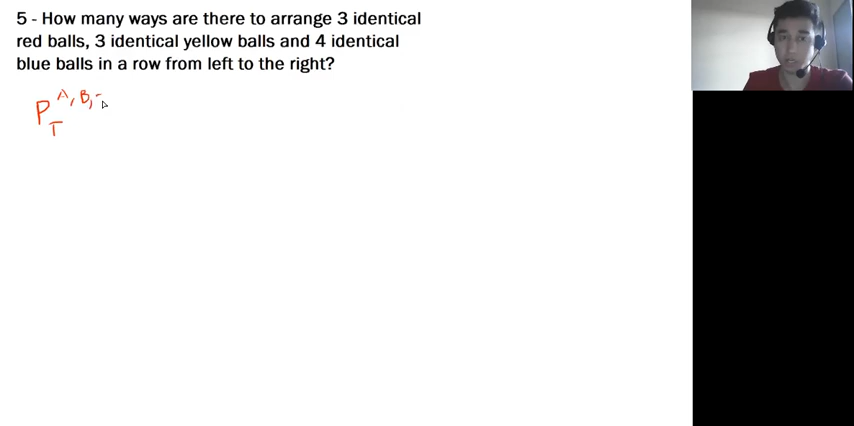 5 - How many ways are there to arrange 3 identical
red balls, 3 identical yellow balls and 4 identical
blue balls in a row from left to the right?
A, B, -
P
T